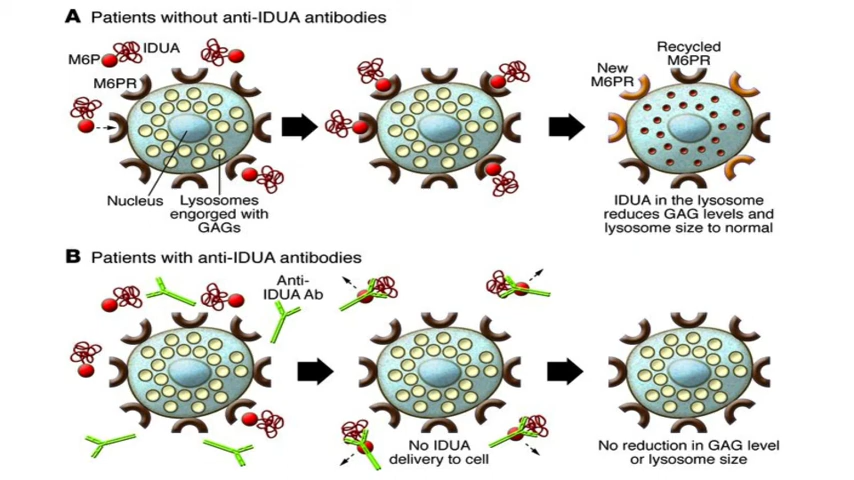 A Patients without anti-IDUA antibodies
M6P
IDUA
M6PR
New
M6PR
Recycled
M6PR
Nucleus
Lysosomes
engorged with
GAGs
IDUA in the lysosome
reduces GAG levels and
lysosome size to normal
B Patients with anti-IDUA antibodies
Anti-
IDUA Ab
No IDUA
delivery to cell
No reduction in GAG level
or lysosome size